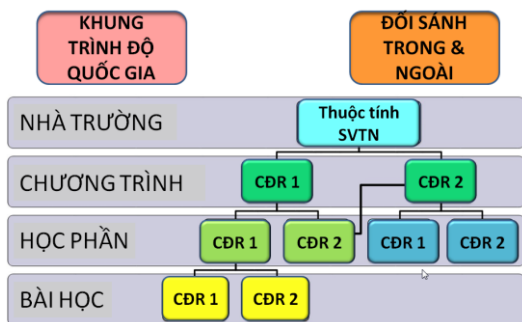 KHUNG
TRÌNH ĐỘ
QUỐC GIA
ĐỐI SÁNH
TRONG &
NGOÀI
NHÀ TRƯỜNG
Thuộc tính
SVTN
CHƯƠNG TRÌNH
CĐR 1
CĐR 2
HỌC PHẦN
CĐR 1
CĐR 2
CĐR 1
CĐR 2
BÀI HỌC
CĐR 1
CĐR 2